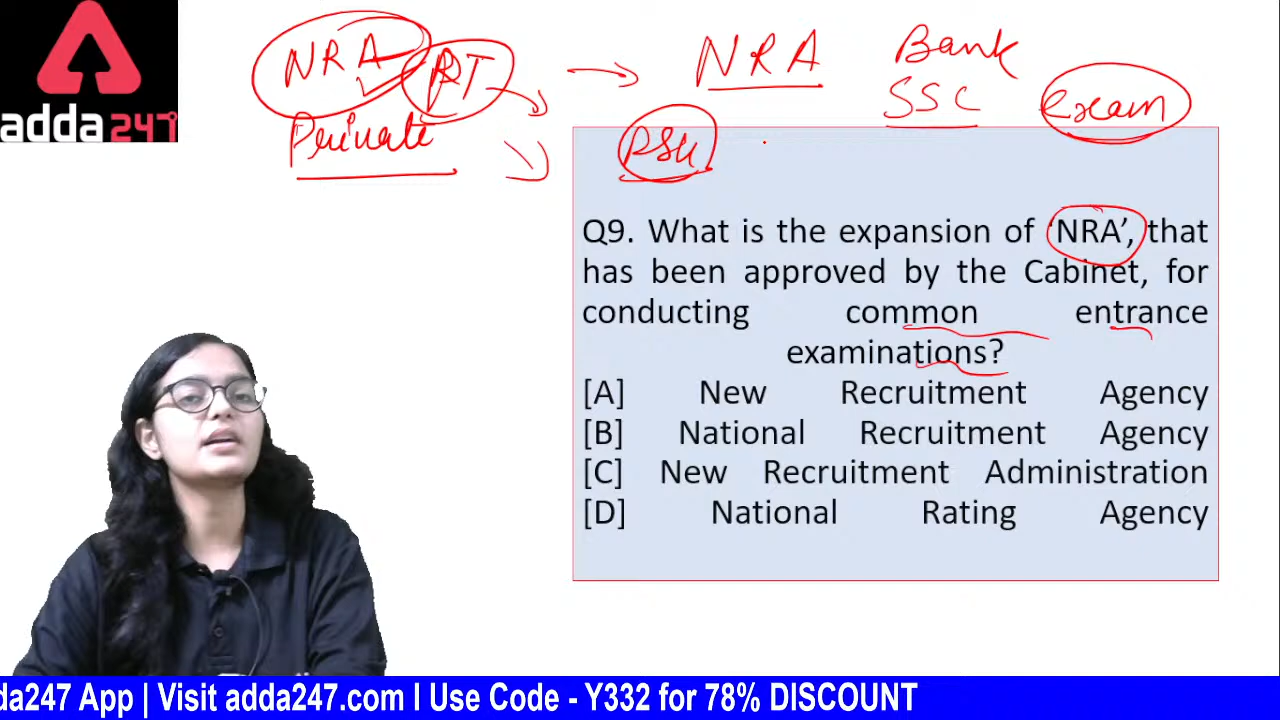 adda247
NRA
PT
NRA
Bank
SSC
Exam
Private
PSU
Q9. What is the expansion of ‘NRA’, that
has been approved by the Cabinet, for
conducting common entrance
examinations?
[A] New Recruitment Agency
[B] National Recruitment Agency
[C] New Recruitment Administration
[D] National Rating Agency
da247 App | Visit adda247.com I Use Code - Y332 for 78% DISCOUNT